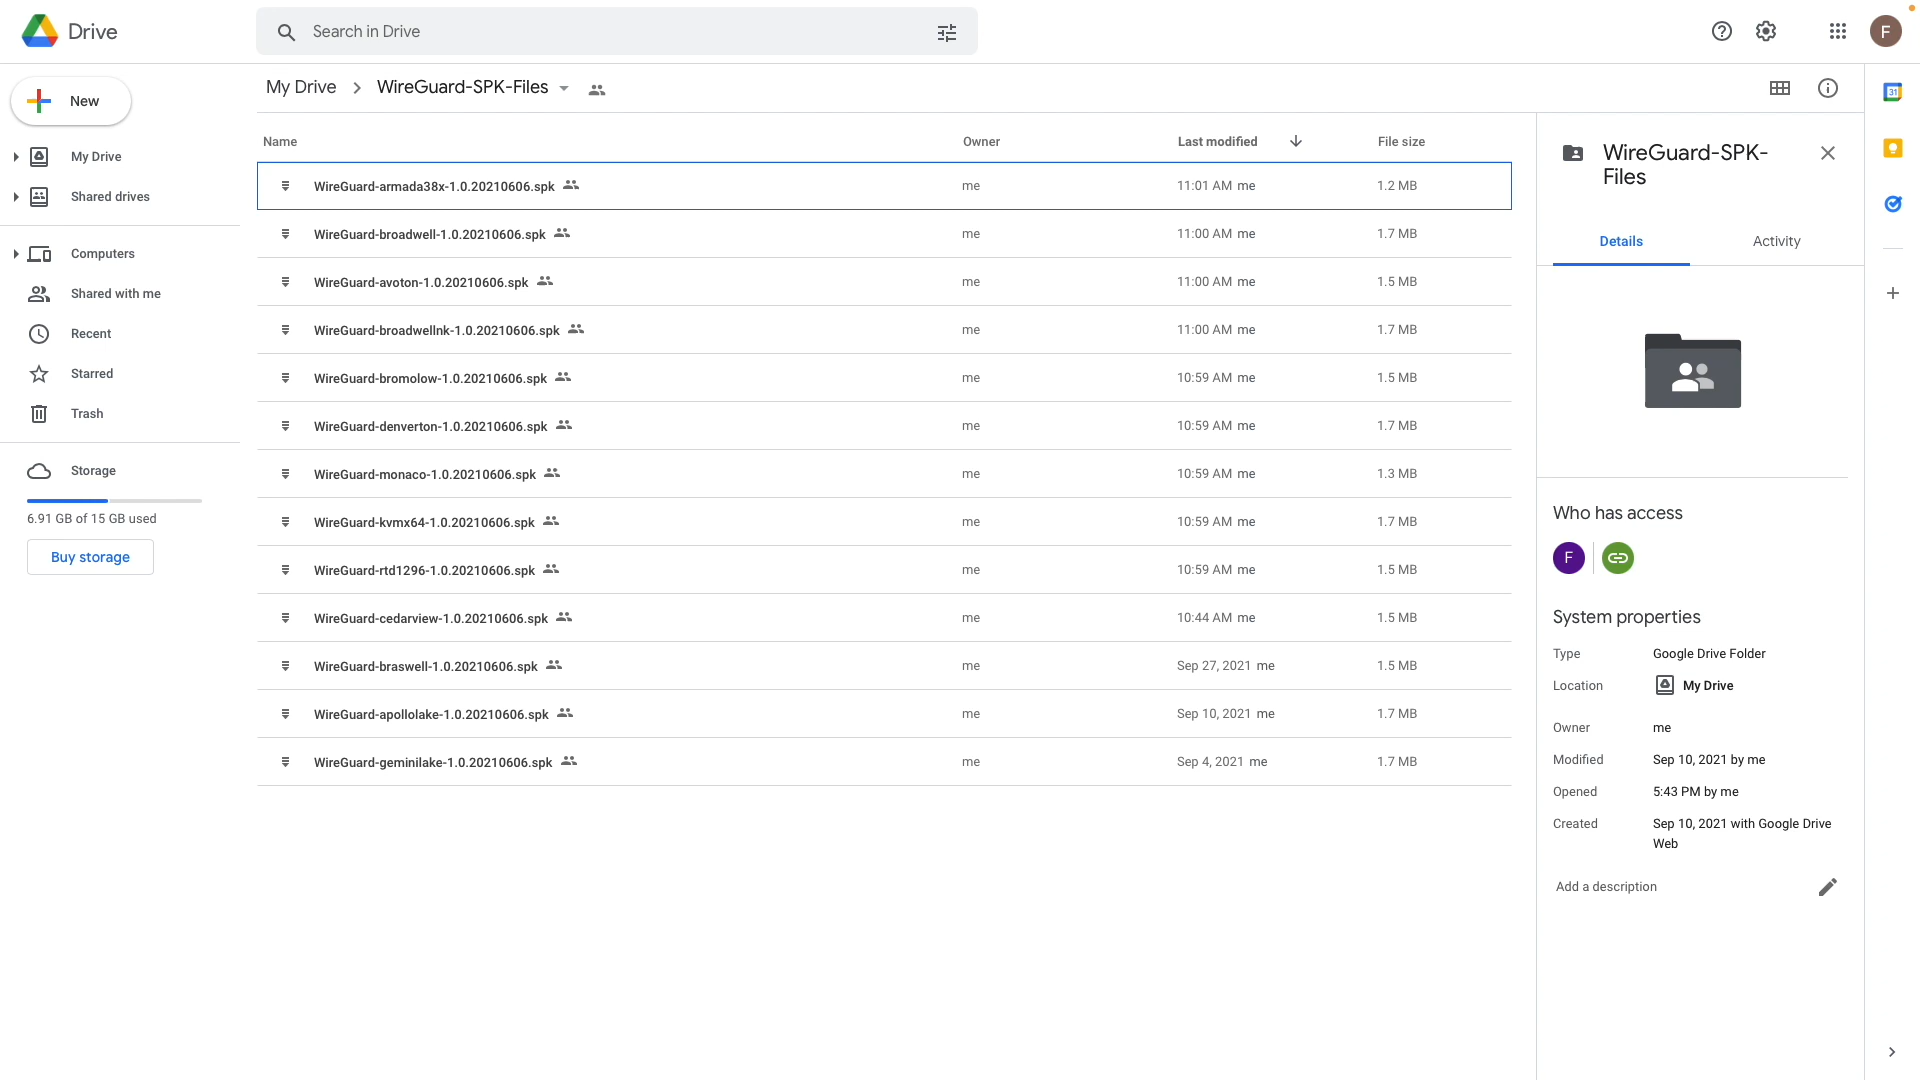 Drive
Search in Drive
F
New
My Drive
Shared drives
Computers
Shared with me
Recent
Starred
Trash
Storage
6.91 GB of 15 GB used
Buy storage
My Drive > WireGuard-SPK-Files
Name Owner Last modified File size
WireGuard-armada38x-1.0.20210606.spk me 11:01 AM me 1.2 MB
WireGuard-broadwell-1.0.20210606.spk me 11:00 AM me 1.7 MB
WireGuard-avoton-1.0.20210606.spk me 11:00 AM me 1.5 MB
WireGuard-broadwellnk-1.0.20210606.spk me 11:00 AM me 1.7 MB
WireGuard-bromolow-1.0.20210606.spk me 10:59 AM me 1.5 MB
WireGuard-denverton-1.0.20210606.spk me 10:59 AM me 1.7 MB
WireGuard-monaco-1.0.20210606.spk me 10:59 AM me 1.3 MB
WireGuard-kvmx64-1.0.20210606.spk me 10:59 AM me 1.7 MB
WireGuard-rtd1296-1.0.20210606.spk me 10:59 AM me 1.5 MB
WireGuard-cedarview-1.0.20210606.spk me 10:44 AM me 1.5 MB
WireGuard-braswell-1.0.20210606.spk me Sep 27, 2021 me 1.5 MB
WireGuard-apollolake-1.0.20210606.spk me Sep 10, 2021 me 1.7 MB
WireGuard-geminilake-1.0.20210606.spk me Sep 4, 2021 me 1.7 MB
WireGuard-SPK-
Files
Details Activity
Who has access
F
System properties
Type Google Drive Folder
Location My Drive
Owner me
Modified Sep 10, 2021 by me
Opened 5:43 PM by me
Created Sep 10, 2021 with Google Drive
Web
Add a description
31